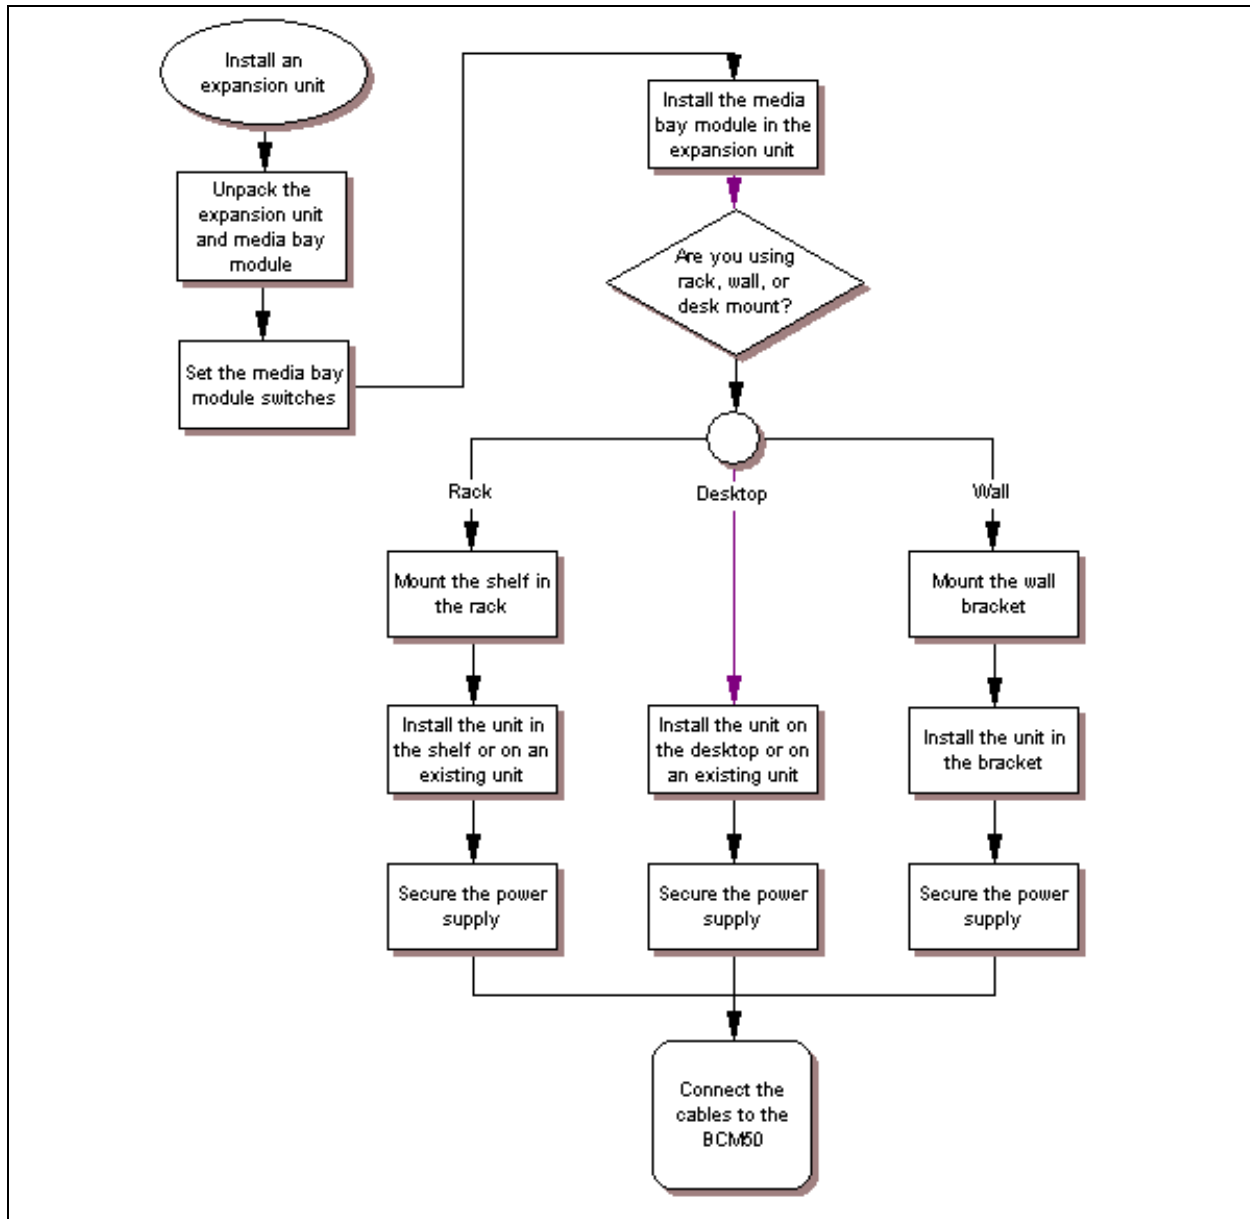 Install an
expansion unit
Unpack the
expansion unit
and media bay
module
Set the media bay
module switches
Install the media
bay module in the
expansion unit
Are you using
rack, wall, or
desk mount?
Rack
Desktop
Wall
Mount the shelf in
the rack
Mount the wall
bracket
Install the unit in
the shelf or on an
existing unit
Install the unit on
the desktop or on
an existing unit
Install the unit in
the bracket
Secure the power
supply
Secure the power
supply
Secure the power
supply
Connect the
cables to the
BCM50